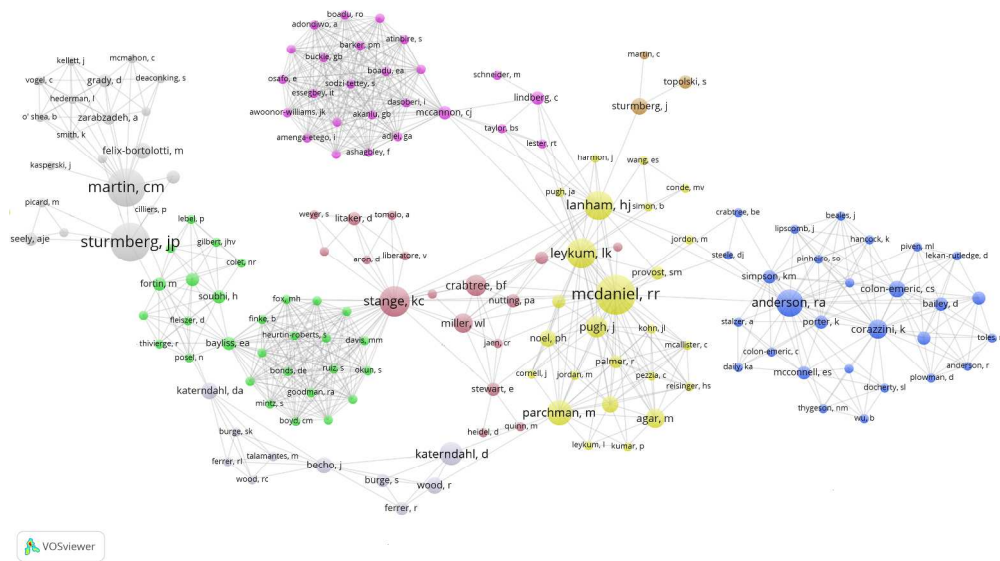 boadu, ro
adongiwo, a
atinbire, s
barker, pm
buckle, gb
osafo, e
boadu, ea
sodzi-tettey, s
essegbey, it
dasoberi, i
awoonor-williams, jk
akanlu, gb
mccannon, cj
amenga-etego, i
adjei, ga
ashagbley, f
kellett, j
mcmahon, c
vogel, c
grady, d
deaconking, s
hederman, l
o' shea, b
zarabzadeh, a
smith, k
felix-bortolotti, m
kasperski, j
martin, cm
picard, m
cilliers, p
seely, aje
sturmberg, jp
schneider, m
lindberg, c
taylor, bs
lester, rt
martin, c
topolski, s
sturmberg, j
harmon, j
wang, es
pugh, ja
conde, mv
lanham, hj
simon, b
leykum, lk
jordon, m
provost, sm
mcdaniel, rr
lebel, p
gilbert, jhv
colet, nr
fortin, m
soubhi, h
fleiszer, d
thivierge, r
posel, n
bayliss, ea
weyer, s
litaker, d
tomolo, a
aron, d
liberatore, v
stange, kc
crabtree, bf
nutting, pa
miller, wl
jaen, cr
stewart, e
heidel, d
quinn, m
fox, mh
finke, b
heurtin-roberts, s
davis, mm
bonds, de
ruiz, s
okun, s
goodman, ra
mintz, s
boyd, cm
pugh, j
kohn, jl
noel, ph
mcallister, c
palmer, r
cornell, j
jordan, m
pezzia, c
reisinger, hs
parchman, m
agar, m
leykum, l
kumar, p
katerndahl, da
burge, sk
talamantes, m
ferrer, rl
wood, rc
bocho, j
katerndahl, d
burge, s
wood, r
ferrer, r
crabtree, be
beales, j
lipscomb, j
steele, dj
hancock, k
piven, ml
pinheiro, so
lekan-rutledge, d
simpson, km
colon-emeric, cs
anderson, ra
bailey, d
stalzer, a
porter, k
corazzini, k
toles
colon-emeric, c
daily, ka
mcconnell, es
anderson, r
plowman, d
docherty, sl
thygeson, nm
wu, b
VOSviewer